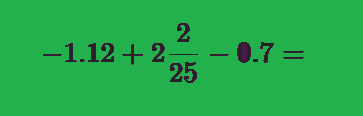 −1.12 + 2 2/25 − 0.7 =